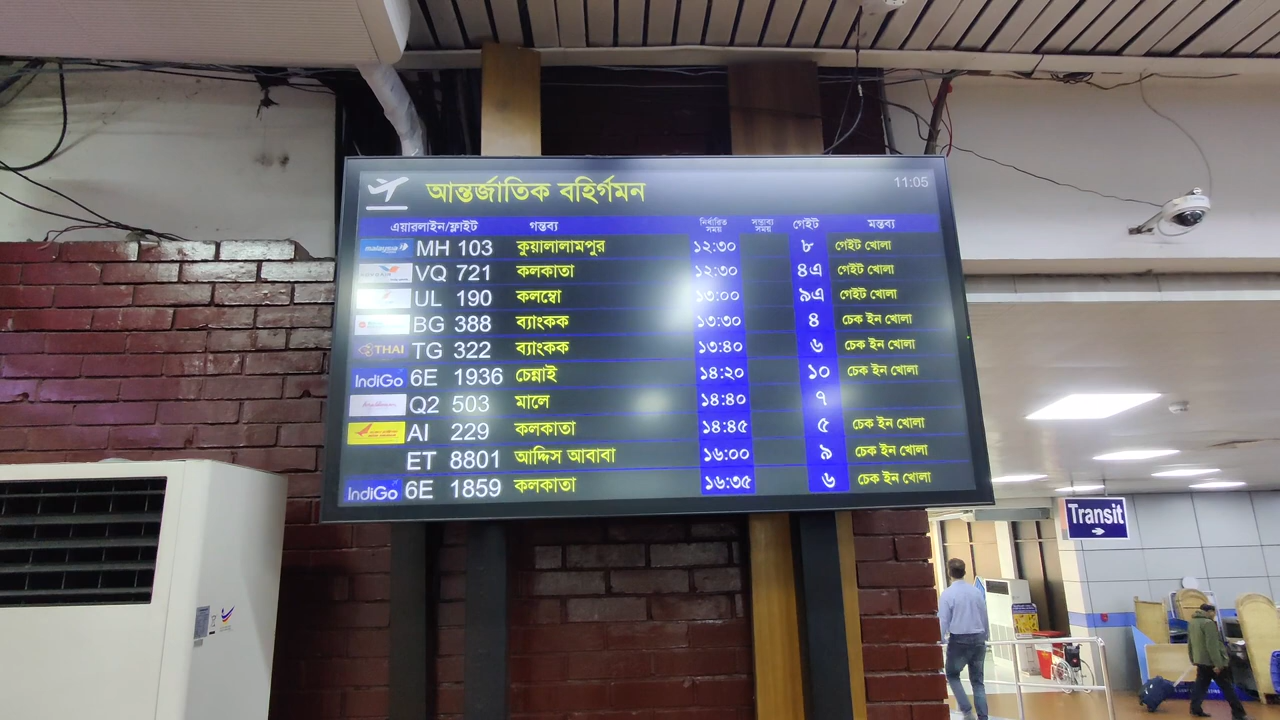 আন্তর্জাতিক বহির্গমন 11:05
এয়ারলাইন/ফ্লাইট গন্তব্য নির্ধারিত সময় সম্ভাব্য সময় গেইট মন্তব্য
malaysia MH 103 কুয়ালালামপুর ১২:৩০ ৮ গেইট খোলা
VQ 721 কলকাতা ১২:৩০ ৪এ গেইট খোলা
UL 190 কলম্বো ১৩:০০ ৯এ গেইট খোলা
BG 388 ব্যাংকক ১৩:৩০ ৪ চেক ইন খোলা
THAI TG 322 ব্যাংকক ১৩:৪০ ৬ চেক ইন খোলা
IndiGo 6E 1936 চেন্নাই ১৪:২০ ১০ চেক ইন খোলা
Q2 503 মালে ১৪:৪০ ৭
AI 229 কলকাতা ১৪:৪৫ ৫ চেক ইন খোলা
ET 8801 আদ্দিস আবাবা ১৬:০০ ৯ চেক ইন খোলা
IndiGo 6E 1859 কলকাতা ১৬:৩৫ ৬ চেক ইন খোলা
Transit